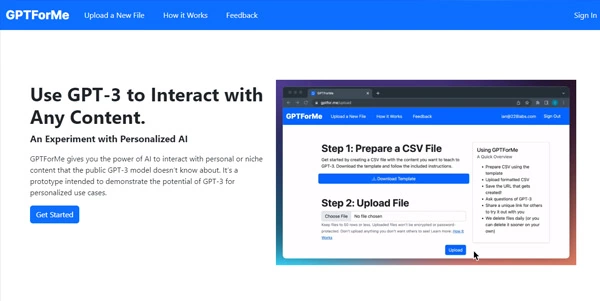 GPTForMe Upload a New File How it Works Feedback Sign In
Use GPT-3 to Interact with
Any Content.
An Experiment with Personalized AI
GPTForMe gives you the power of AI to interact with personal or niche
content that the public GPT-3 model doesn't know about. It's a
prototype intended to demonstrate the potential of GPT-3 for
personalized use cases.
Get Started
GPTForMe
GPTForMe Upload a New File How it Works Feedback Sign Out
Step 1: Prepare a CSV File
Get started by creating a CSV file with the content you want to teach to
GPT-3. Download the template and follow the included instructions.
Download Template
Step 2: Upload File
Choose File No file chosen
Keep files to 50 rows or less. Uploaded files won't be encrypted or password-
protected. Don't upload anything you don't want others to see! Learn more: How it
Works
Upload
Using GPTForMe
A Quick Overview
Prepare CSV using the
template
Upload formatted CSV
Save the URL that gets
created!
Ask questions of GPT-3
Share a unique link for others
to try it out with you
We delete files daily (or you
can delete it sooner on your
own)